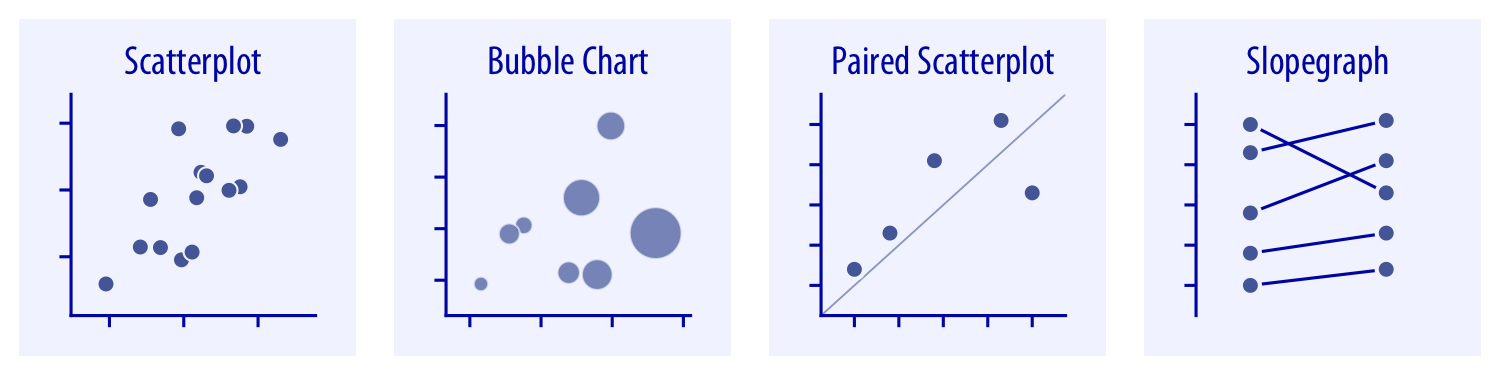 Scatterplot
Bubble Chart
Paired Scatterplot
Slopegraph